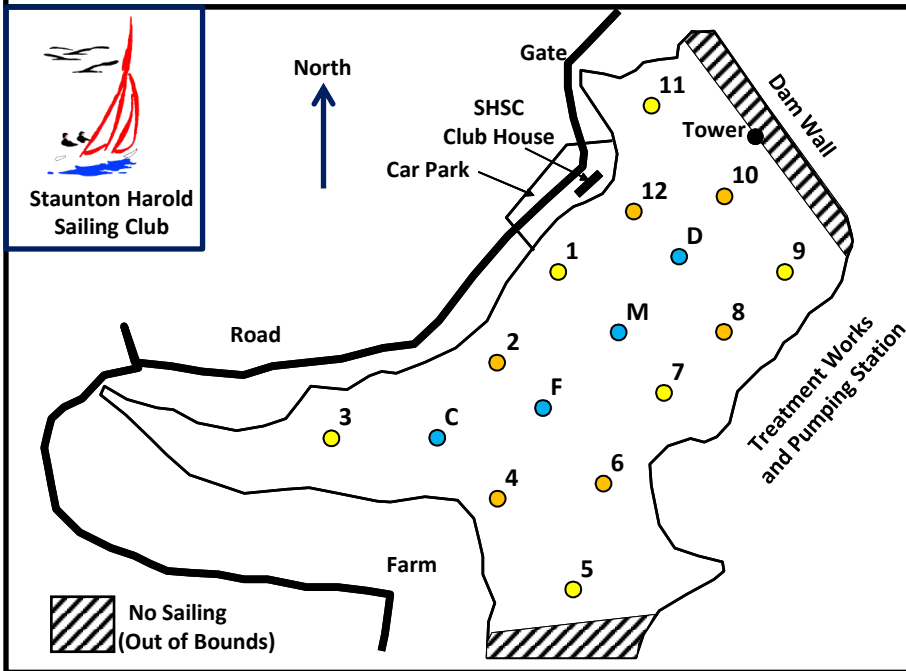 Staunton Harold
Sailing Club
North
Gate
SHSC
Club House
Car Park
11
Tower
Dam Wall
12
10
D
1
9
M
8
Road
2
7
Treatment Works
and Pumping Station
F
3
C
4
6
Farm
5
No Sailing
(Out of Bounds)